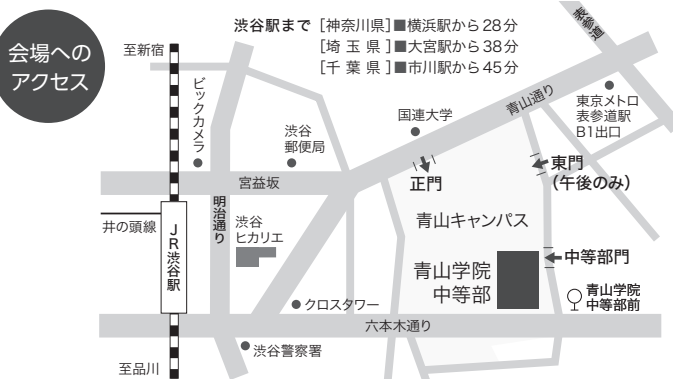 会場への
アクセス
渋谷駅まで [神奈川県]■横浜駅から28分
[埼玉県]■大宮駅から38分
[千葉県]■市川駅から45分
至新宿
ビックカメラ
渋谷
郵便局
国連大学
青山通り
表参道
東京メトロ
表参道駅
B1出口
正門
東門
(午後のみ)
宮益坂
明治通り
井の頭線
JR渋谷駅
渋谷
ヒカリエ
青山キャンパス
青山学院
中等部
中等部門
青山学院
中等部前
クロスタワー
六本木通り
渋谷警察署
至品川